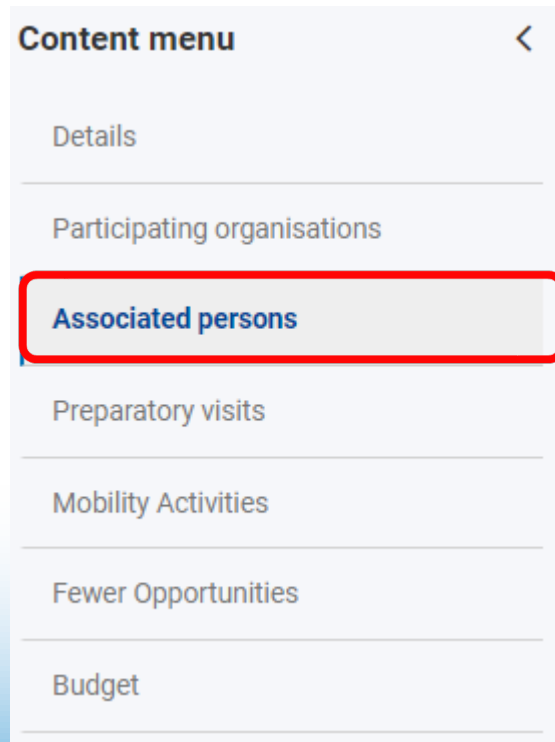 Content menu
Details
Participating organisations
Associated persons
Preparatory visits
Mobility Activities
Fewer Opportunities
Budget